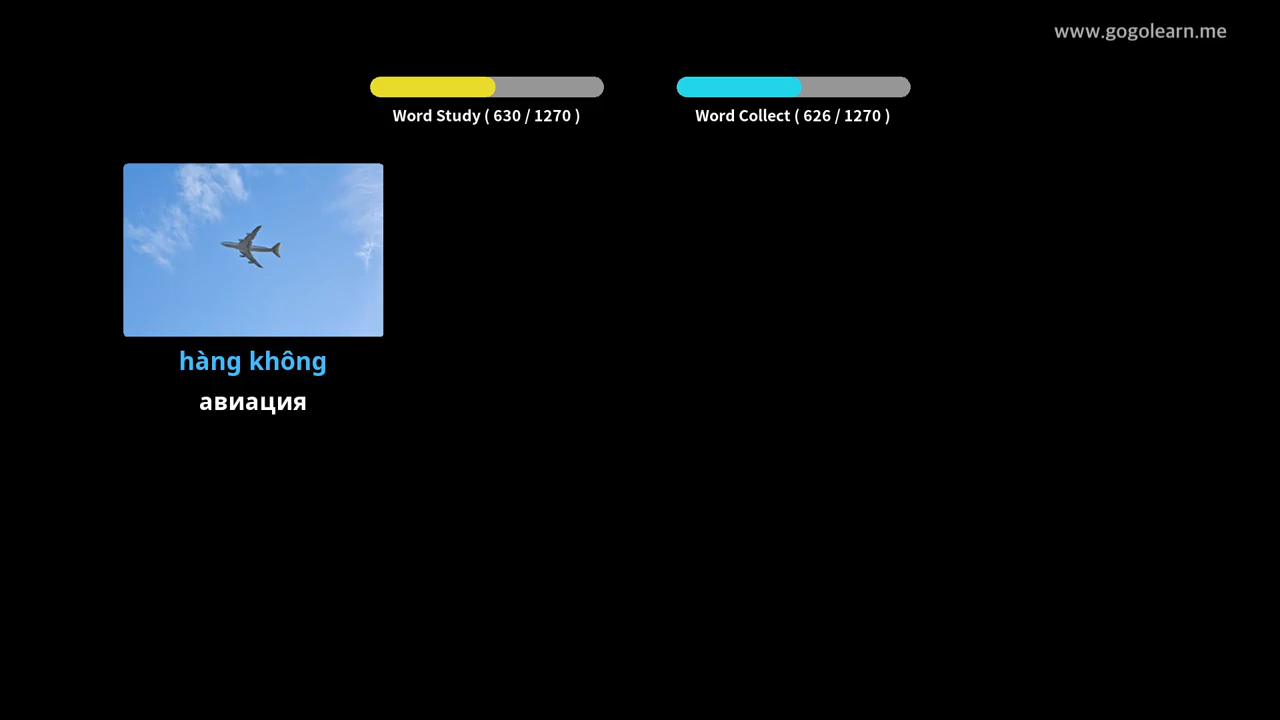 www.gogolearn.me
Word Study ( 630 / 1270 )
Word Collect ( 626 / 1270 )
hàng không
авиация